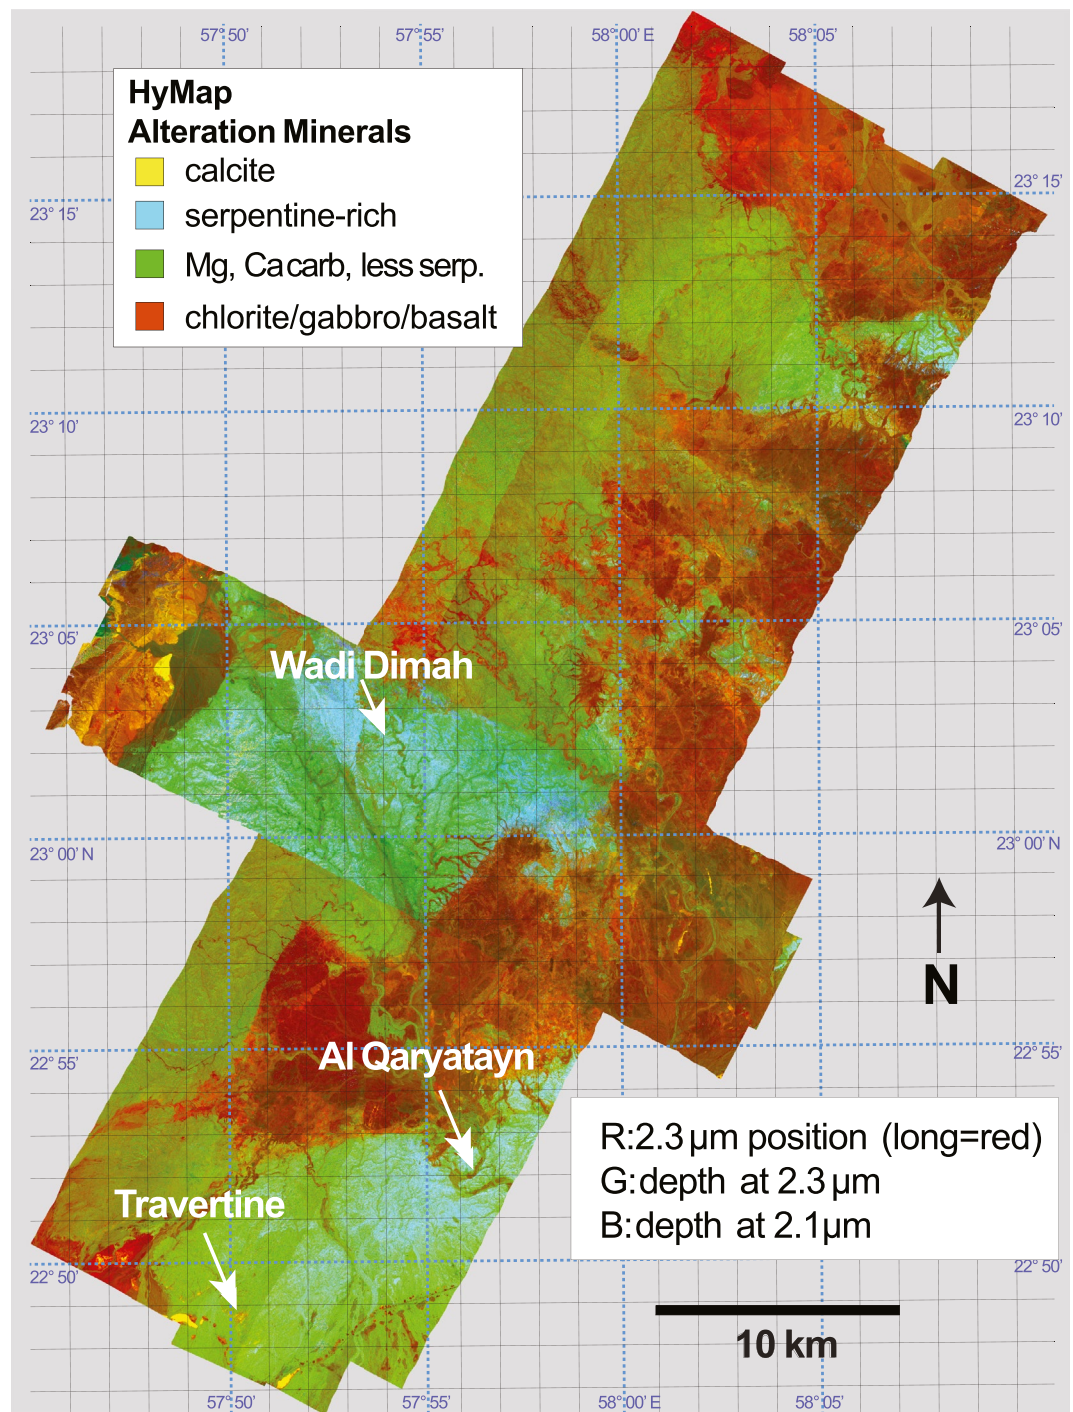 57° 50’ 57° 55’ 58° 00’ E 58° 05’
HyMap
Alteration Minerals
calcite
serpentine-rich
Mg, Ca carb, less serp.
chlorite/gabbro/basalt
23° 15’ 23° 15’
23° 10’ 23° 10’
23° 05’ 23° 05’
Wadi Dimah
23° 00’ N 23° 00’ N
N
22° 55’ 22° 55’
Al Qaryatayn
R:2.3 µm position (long=red)
G:depth at 2.3 µm
B:depth at 2.1µm
Travertine
22° 50’ 22° 50’
10 km
57° 50’ 57° 55’ 58° 00’ E 58° 05’